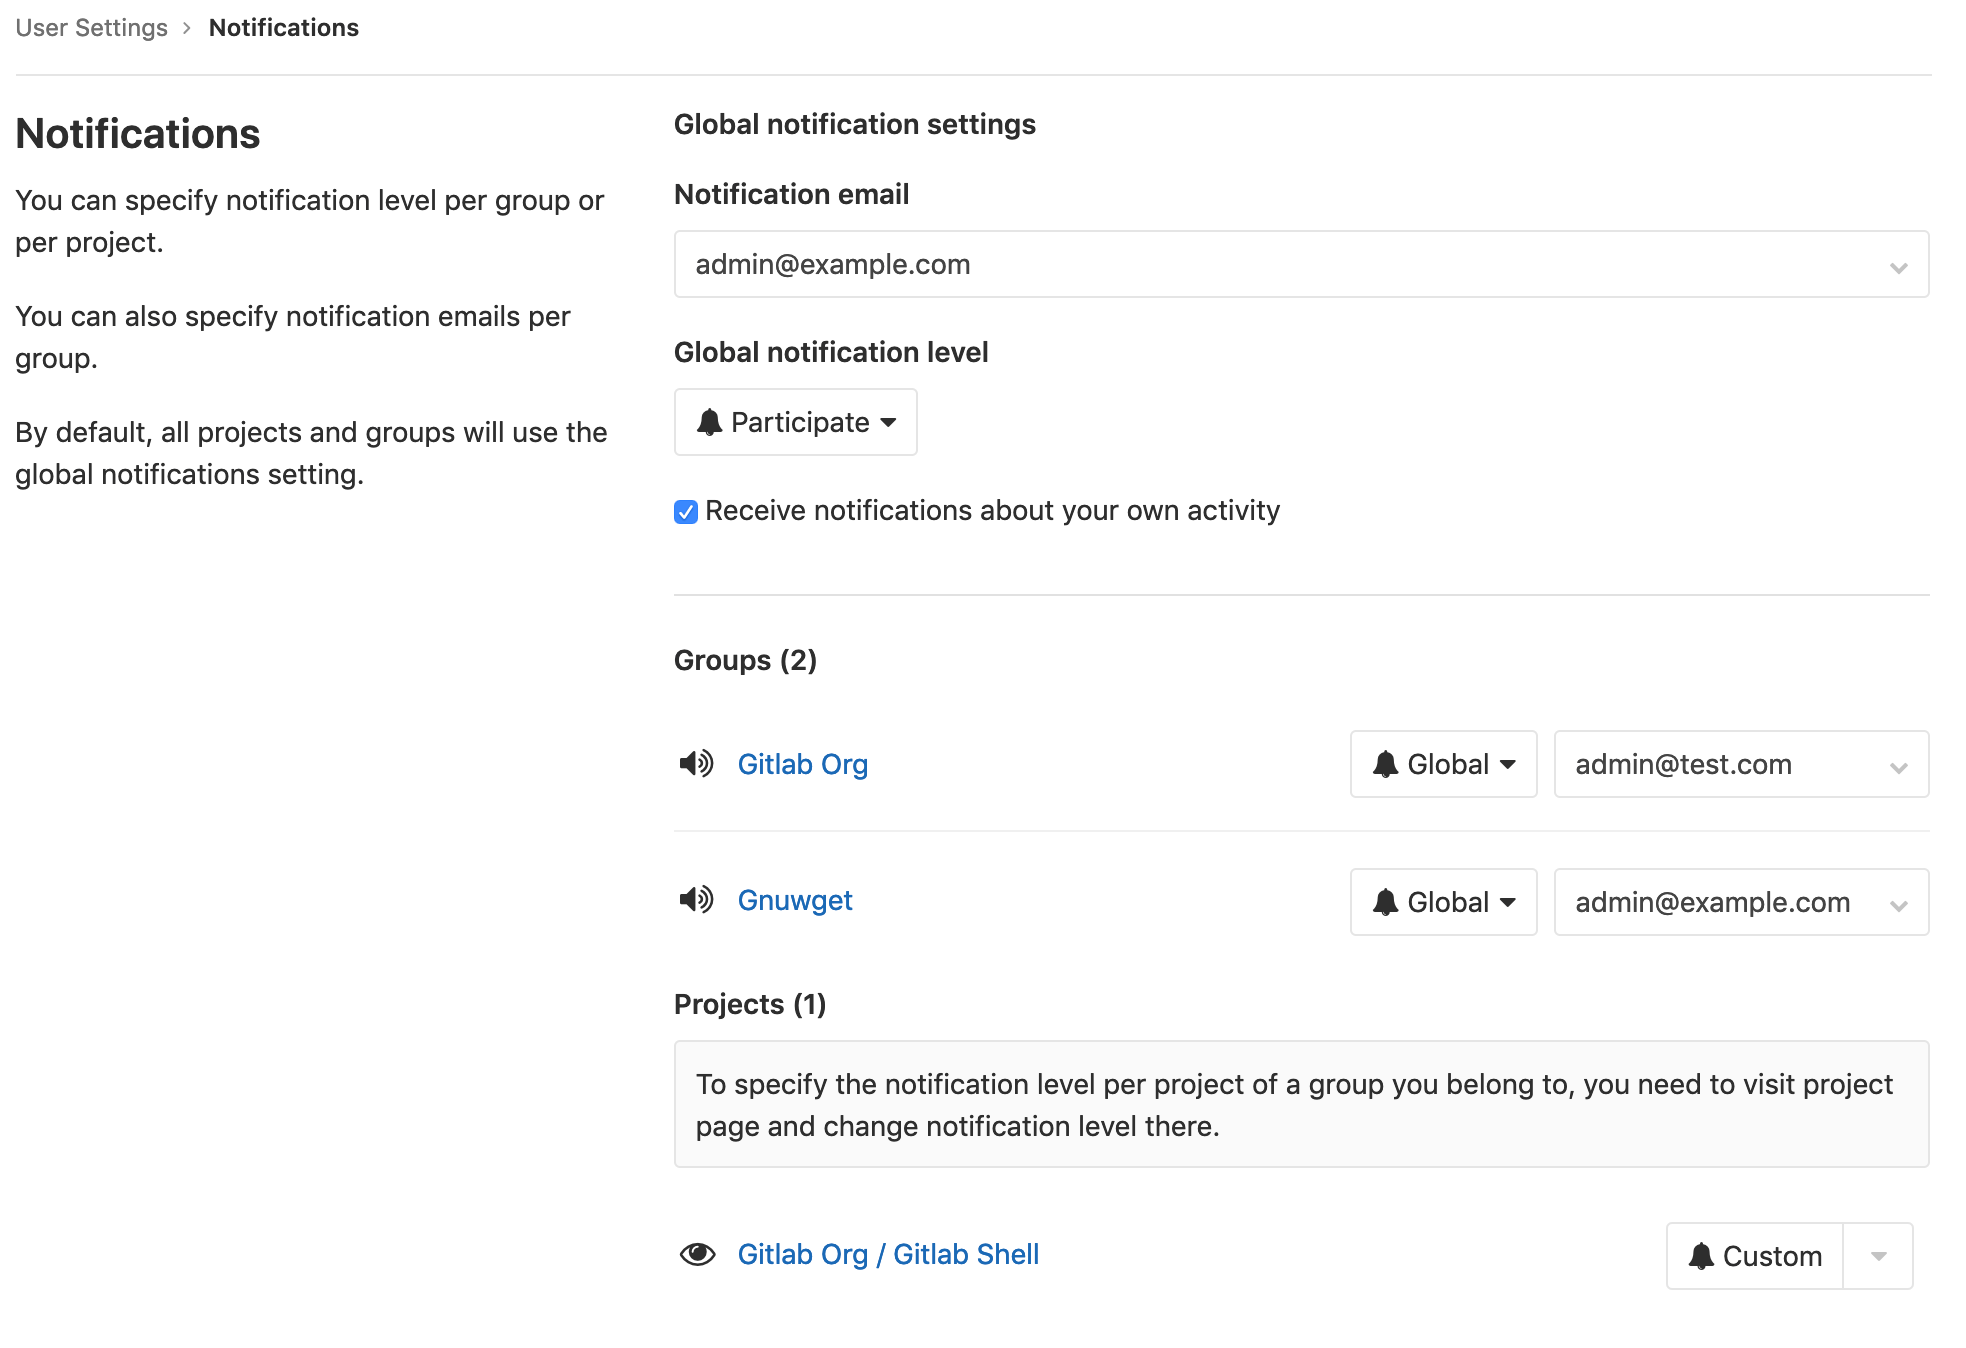 User Settings > Notifications
Notifications
You can specify notification level per group or
per project.
You can also specify notification emails per
group.
By default, all projects and groups will use the
global notifications setting.
Global notification settings
Notification email
admin@example.com
Global notification level
Participate
Receive notifications about your own activity
Groups (2)
Gitlab Org Global admin@test.com
Gnuwget Global admin@example.com
Projects (1)
To specify the notification level per project of a group you belong to, you need to visit project
page and change notification level there.
Gitlab Org / Gitlab Shell Custom